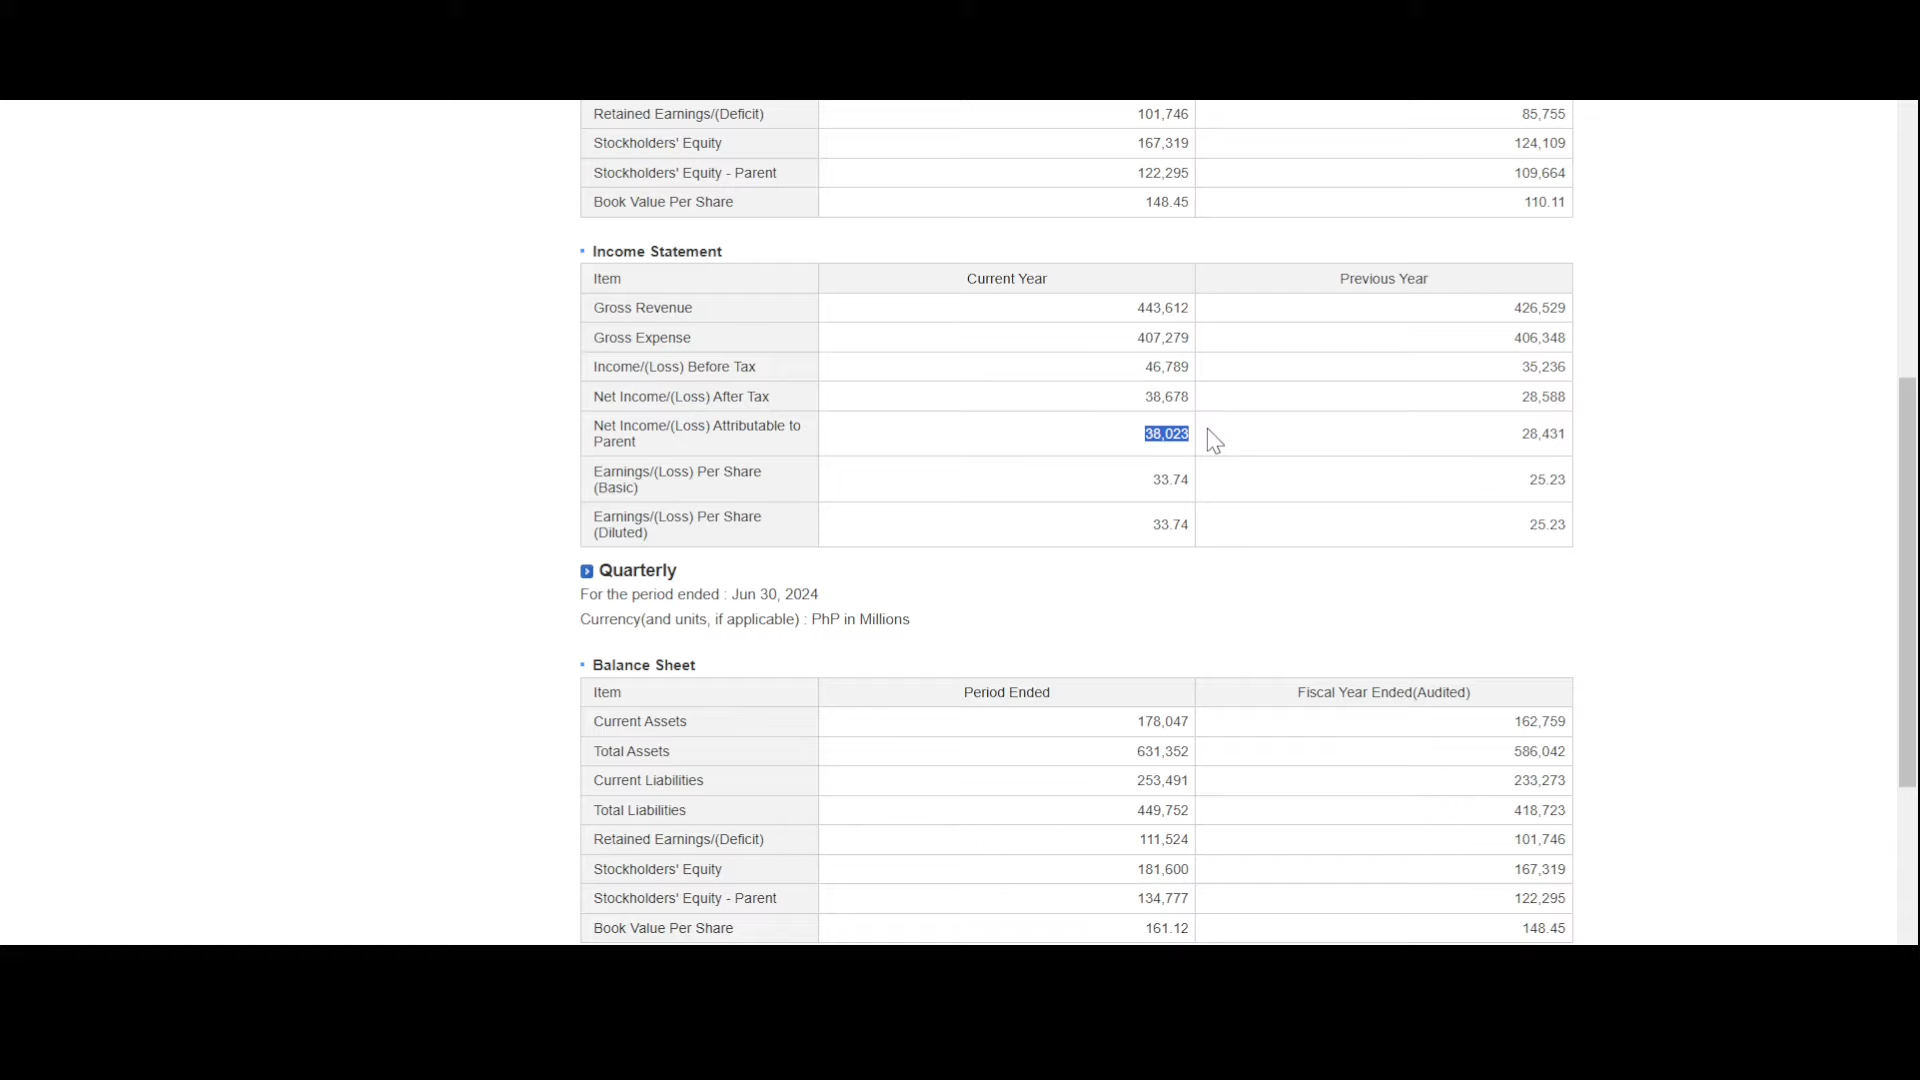 Retained Earnings/(Deficit) 101,746 85,755
Stockholders' Equity 167,319 124,109
Stockholders' Equity - Parent 122,295 109,664
Book Value Per Share 148.45 110.11
Income Statement
Item Current Year Previous Year
Gross Revenue 443,612 426,529
Gross Expense 407,279 406,348
Income/(Loss) Before Tax 46,789 35,236
Net Income/(Loss) After Tax 38,678 28,588
Net Income/(Loss) Attributable to
Parent 38,023 28,431
Earnings/(Loss) Per Share
(Basic) 33.74 25.23
Earnings/(Loss) Per Share
(Diluted) 33.74 25.23
Quarterly
For the period ended : Jun 30, 2024
Currency(and units, if applicable) : PhP in Millions
Balance Sheet
Item Period Ended Fiscal Year Ended(Audited)
Current Assets 178,047 162,759
Total Assets 631,352 586,042
Current Liabilities 253,491 233,273
Total Liabilities 449,752 418,723
Retained Earnings/(Deficit) 111,524 101,746
Stockholders' Equity 181,600 167,319
Stockholders' Equity - Parent 134,777 122,295
Book Value Per Share 161.12 148.45